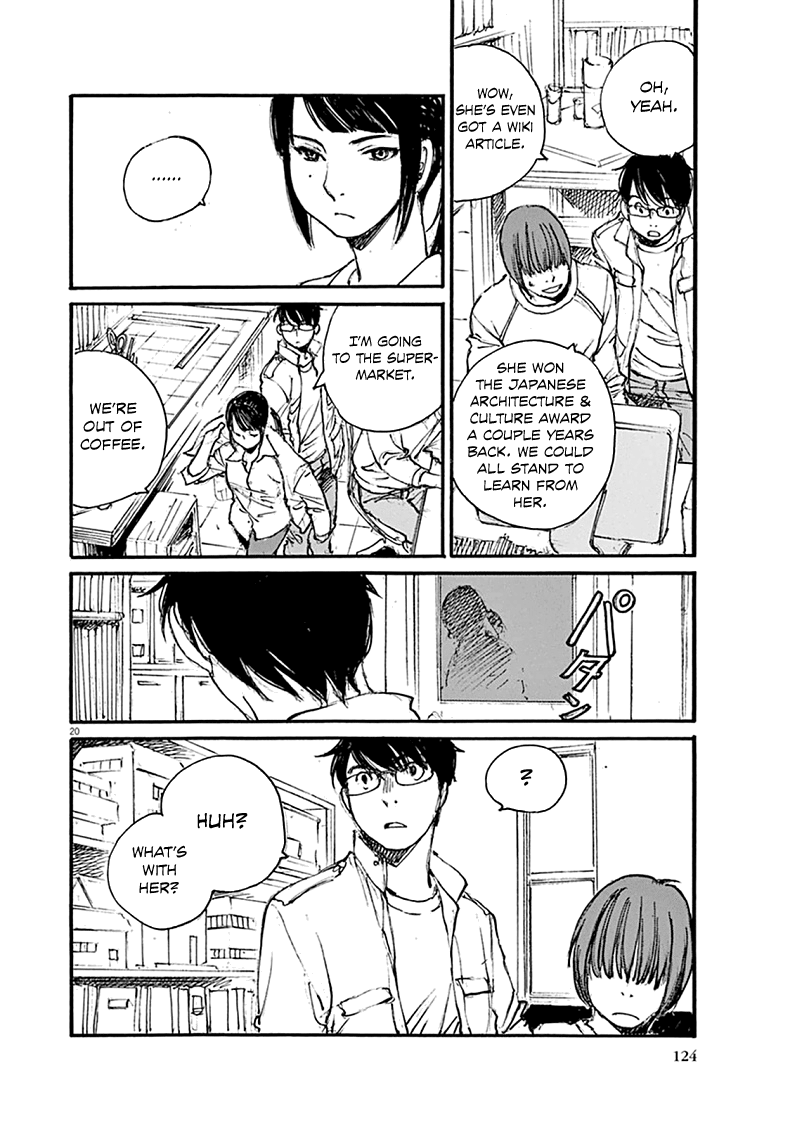 OH,
YEAH.
WOW,
SHE'S EVEN
GOT A WIKI
ARTICLE.
SHE WON
THE JAPANESE
ARCHITECTURE &
CULTURE AWARD
A COUPLE YEARS
BACK. WE COULD
ALL STAND TO
LEARN FROM
HER.
......
I'M GOING
TO THE SUPER-
MARKET.
WE'RE
OUT OF
COFFEE.
パタン
20
?
HUH?
WHAT'S
WITH
HER?
124